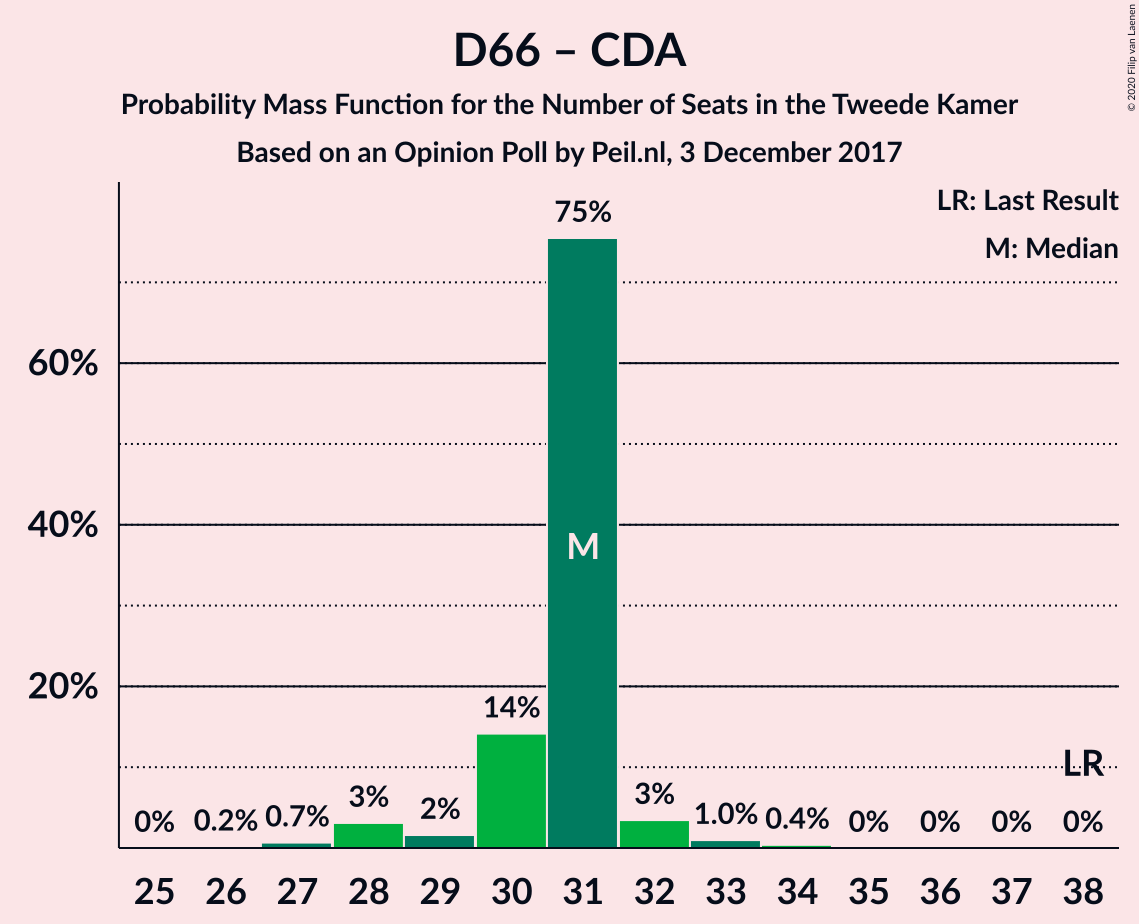 D66 – CDA
Probability Mass Function for the Number of Seats in the Tweede Kamer
Based on an Opinion Poll by Peil.nl, 3 December 2017
© 2020 Filip van Laenen
LR: Last Result
M: Median
60%
40%
20%
0%
0.2%
0.7%
3%
2%
14%
75%
M
3%
1.0%
0.4%
0%
0%
0%
0%
LR
25 26 27 28 29 30 31 32 33 34 35 36 37 38